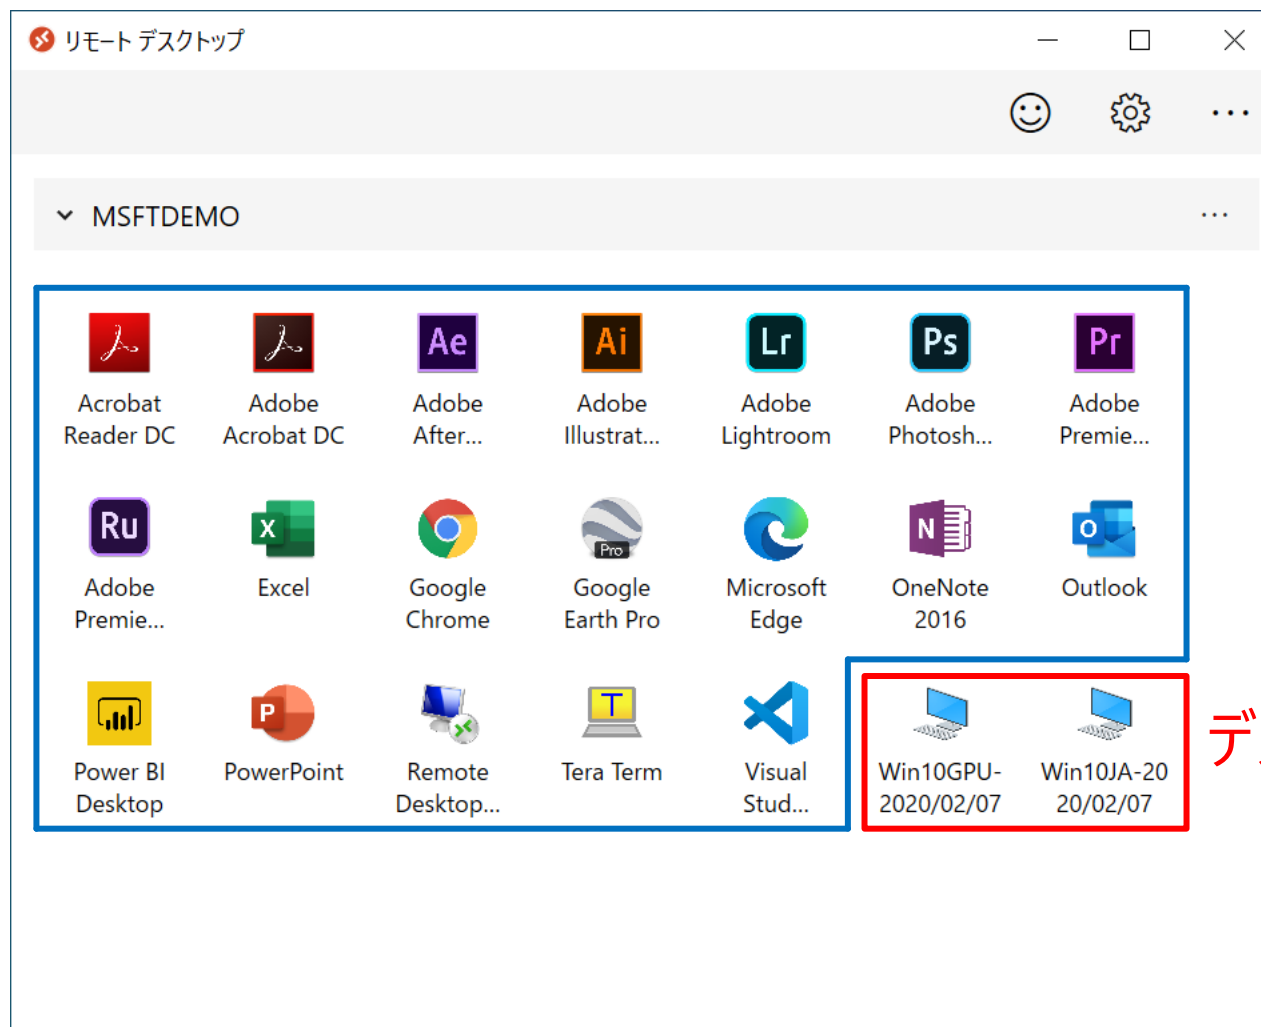 リモート デスクトップ
MSFTDEMO
Ae Ai Lr Ps Pr
Acrobat Adobe Adobe Adobe Adobe Adobe Adobe
Reader DC Acrobat DC After... Illustrat... Lightroom Photosh... Premie...
Ru X Pro N O
Adobe Excel Google Google Microsoft OneNote Outlook
Premie... Chrome Earth Pro Edge 2016
P T
Power BI PowerPoint Remote Tera Term Visual Win10GPU- Win10JA-20
Desktop Desktop... Stud... 2020/02/07 20/02/07
デ